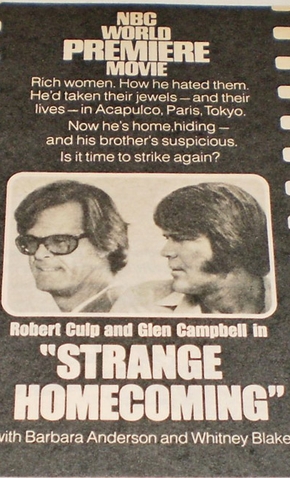 NBC
WORLD
PREMIERE
MOVIE
Rich women. How he hated them.
He'd taken their jewels — and their
lives — in Acapulco, Paris, Tokyo.
Now he's home, hiding —
and his brother's suspicious.
Is it time to strike again?
Robert Culp and Glen Campbell in
"STRANGE
HOMECOMING"
with Barbara Anderson and Whitney Blake